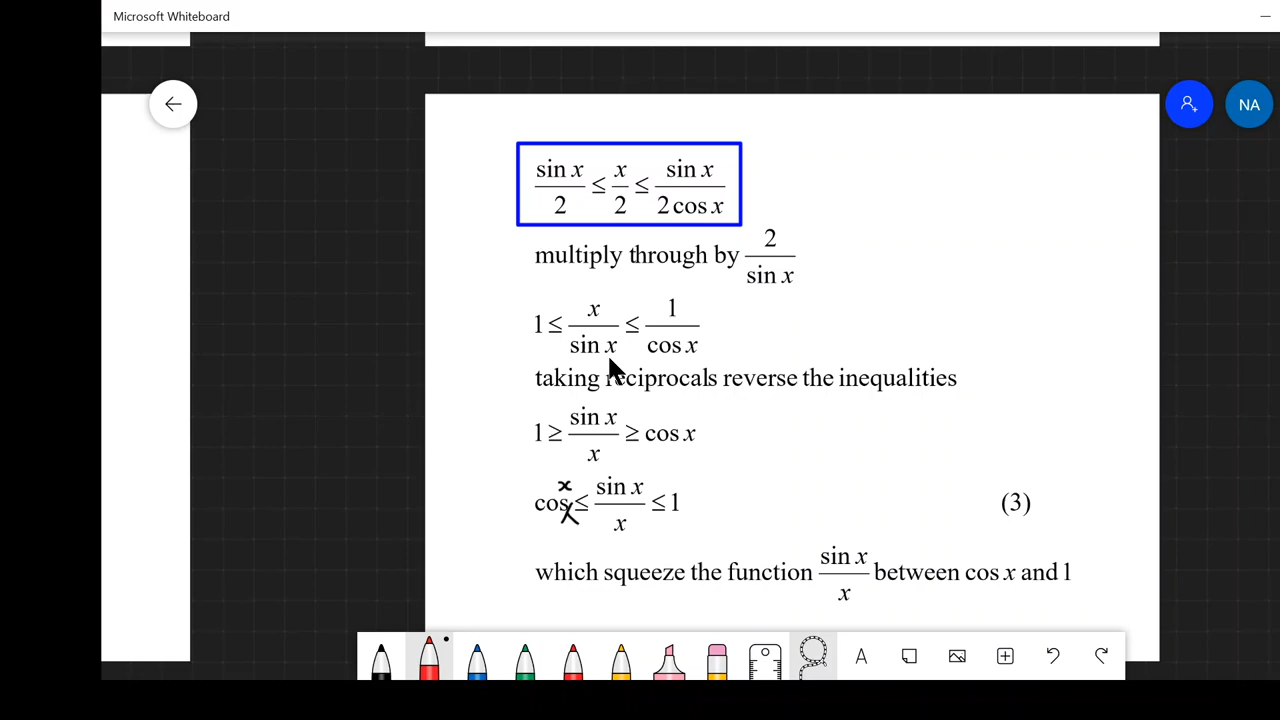 Microsoft Whiteboard
NA
sin x/2 ≤ x/2 ≤ sin x/2 cos x
multiply through by 2/sin x
1 ≤ x/sin x ≤ 1/cos x
taking reciprocals reverse the inequalities
1 ≥ sin x/x ≥ cos x
cos x x ≤ sin x/x ≤ 1 (3)
which squeeze the function sin x/x between cos x and 1
A